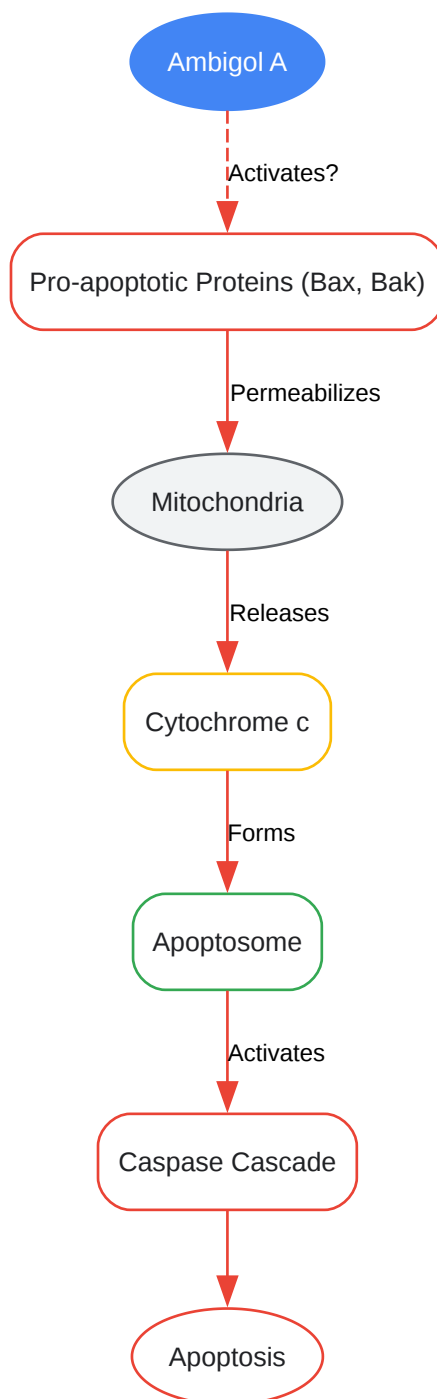 Ambigol A
Activates?
Pro-apoptotic Proteins (Bax, Bak)
Permeabilizes
Mitochondria
Releases
Cytochrome c
Forms
Apoptosome
Activates
Caspase Cascade
Apoptosis